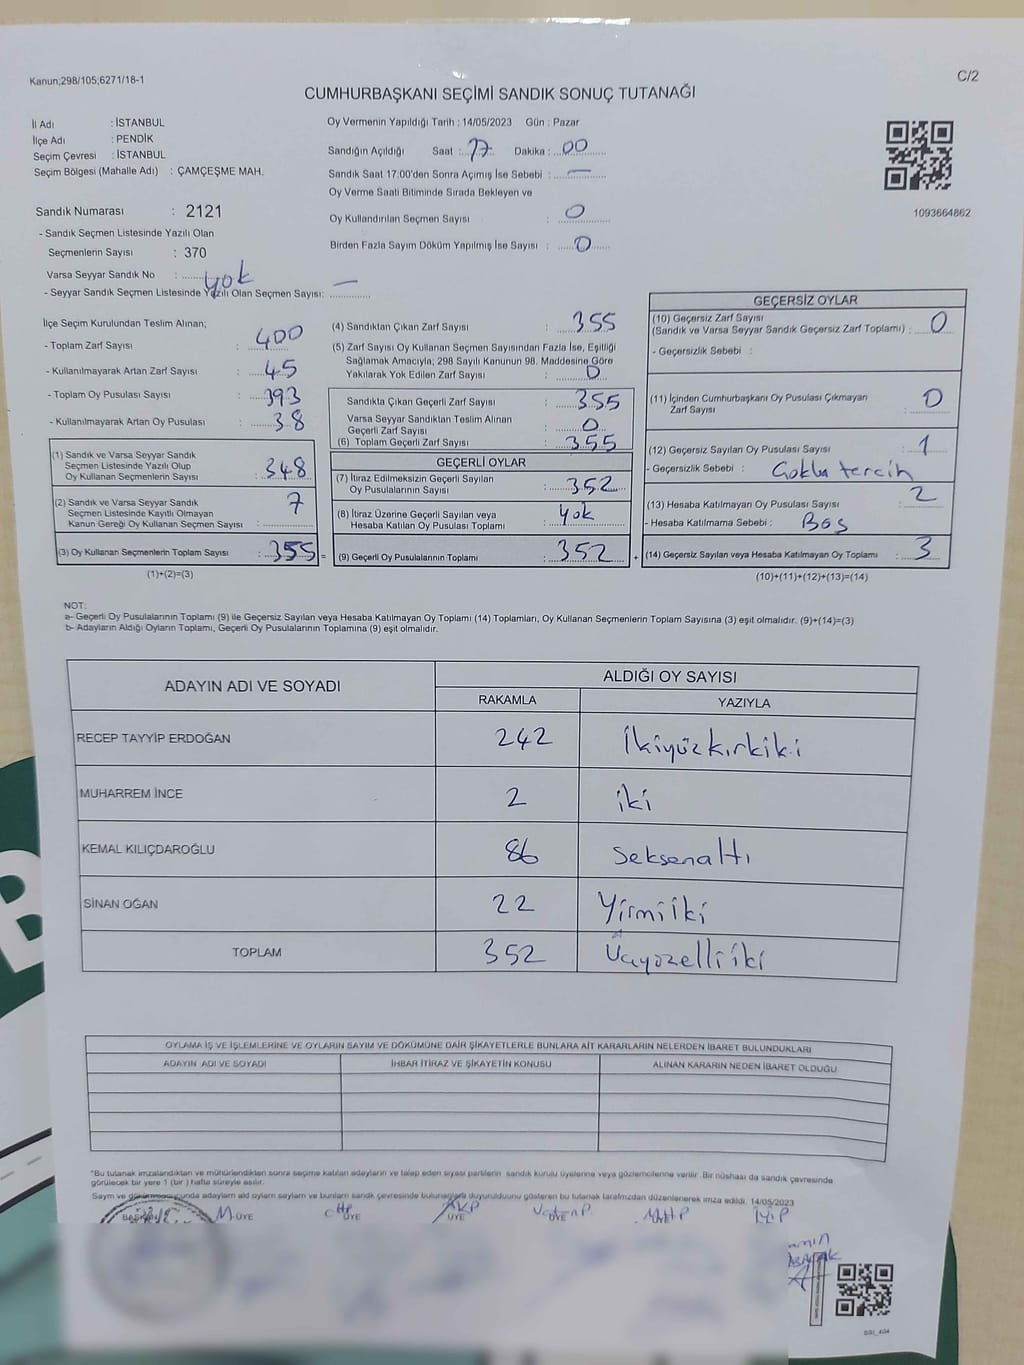 Kanun;298/105;6271/18-1
C/2
CUMHURBAŞKANI SEÇİMİ SANDIK SONUÇ TUTANAĞI
İl Adı : İSTANBUL
İlçe Adı : PENDİK
Seçim Çevresi : İSTANBUL
Seçim Bölgesi (Mahalle Adı) : ÇAMÇEŞME MAH.
Sandık Numarası : 2121
- Sandık Seçmen Listesinde Yazılı Olan
Seçmenlerin Sayısı : 370
Varsa Seyyar Sandık No : yok
- Seyyar Sandık Seçmen Listesinde Yazılı Olan Seçmen Sayısı: —
Oy Vermenin Yapıldığı Tarih : 14/05/2023 Gün : Pazar
Sandığın Açıldığı Saat : 17 Dakika : 00
Sandık Saat 17:00'den Sonra Açımış İse Sebebi : —
Oy Verme Saati Bitiminde Sırada Bekleyen ve
Oy Kullandırılan Seçmen Sayısı : 0
Birden Fazla Sayım Döküm Yapılmış İse Sayısı : 0
1093664862
İlçe Seçim Kurulundan Teslim Alınan;
- Toplam Zarf Sayısı : 400
- Kullanılmayarak Artan Zarf Sayısı : 45
- Toplam Oy Pusulası Sayısı : 393
- Kullanılmayarak Artan Oy Pusulası : 38
(1) Sandık ve Varsa Seyyar Sandık
Seçmen Listesinde Yazılı Olup
Oy Kullanan Seçmenlerin Sayısı : 348
(2) Sandık ve Varsa Seyyar Sandık
Seçmen Listesinde Kayıtlı Olmayan
Kanun Gereği Oy Kullanan Seçmen Sayısı : 7
(3) Oy Kullanan Seçmenlerin Toplam Sayısı : 355 =
(1)+(2)=(3)
(4) Sandıktan Çıkan Zarf Sayısı : 355
(5) Zarf Sayısı Oy Kullanan Seçmen Sayısından Fazla İse, Eşitliği
Sağlamak Amacıyla; 298 Sayılı Kanunun 98. Maddesine Göre
Yakılarak Yok Edilen Zarf Sayısı : 0
Sandıkta Çıkan Geçerli Zarf Sayısı : 355
Varsa Seyyar Sandıktan Teslim Alınan
Geçerli Zarf Sayısı : 0
(6) Toplam Geçerli Zarf Sayısı : 355
GEÇERLİ OYLAR
(7) İtiraz Edilmeksizin Geçerli Sayılan
Oy Pusulalarının Sayısı : 352
(8) İtiraz Üzerine Geçerli Sayılan veya
Hesaba Katılan Oy Pusulası Toplamı : yok
(9) Geçerli Oy Pusulalarının Toplamı : 352 +
GEÇERSİZ OYLAR
(10) Geçersiz Zarf Sayısı
(Sandık ve Varsa Seyyar Sandık Geçersiz Zarf Toplamı) : 0
- Geçersizlik Sebebi :
(11) İçinden Cumhurbaşkanı Oy Pusulası Çıkmayan
Zarf Sayısı : 0
(12) Geçersiz Sayılan Oy Pusulası Sayısı : 1
- Geçersizlik Sebebi : Çoklu tercih
(13) Hesaba Katılmayan Oy Pusulası Sayısı : 2
- Hesaba Katılmama Sebebi : Boş
(14) Geçersiz Sayılan veya Hesaba Katılmayan Oy Toplamı : 3
(10)+(11)+(12)+(13)=(14)
NOT:
a- Geçerli Oy Pusulalarının Toplamı (9) ile Geçersiz Sayılan veya Hesaba Katılmayan Oy Toplamı (14) Toplamları, Oy Kullanan Seçmenlerin Toplam Sayısına (3) eşit olmalıdır. (9)+(14)=(3)
b- Adayların Aldığı Oyların Toplamı, Geçerli Oy Pusulalarının Toplamına (9) eşit olmalıdır.
ADAYIN ADI VE SOYADI
ALDIĞI OY SAYISI
RAKAMLA YAZIYLA
RECEP TAYYİP ERDOĞAN 242 İkiyüzkırkiki
MUHARREM İNCE 2 iki
KEMAL KILIÇDAROĞLU 86 Seksenaltı
SİNAN OĞAN 22 Yirmiiki
TOPLAM 352 Üçyüzelliiki
OYLAMA İŞ VE İŞLEMLERİNE VE OYLARIN SAYIM VE DÖKÜMÜNE DAİR ŞİKAYETLERLE BUNLARA AİT KARARLARIN NELERDEN İBARET BULUNDUKLARI
ADAYIN ADI VE SOYADI İHBAR İTİRAZ VE ŞİKAYETİN KONUSU ALINAN KARARIN NEDEN İBARET OLDUĞU
*Bu tutanak imzalandıktan ve mühürlendikten sonra seçime katılan adayların ve talep eden siyasi partilerin sandık kurulu üyelerine veya gözlemcilerine verilir. Bir nüshası da sandık çevresinde
görülecek bir yere 1 (bir ) hafta süreyle asılır.
Sayım ve sonucunda adayların oyların sayıları ve bunların sandık çevresinde duyurulduğunu gösteren bu tutanak tarafımızdan düzenlenerek imza edildi. 14/05/2023
BAŞKAN M. ÜYE CHP ÜYE AKP ÜYE Vatan P. ÜYE MHP ÜYE İYİP